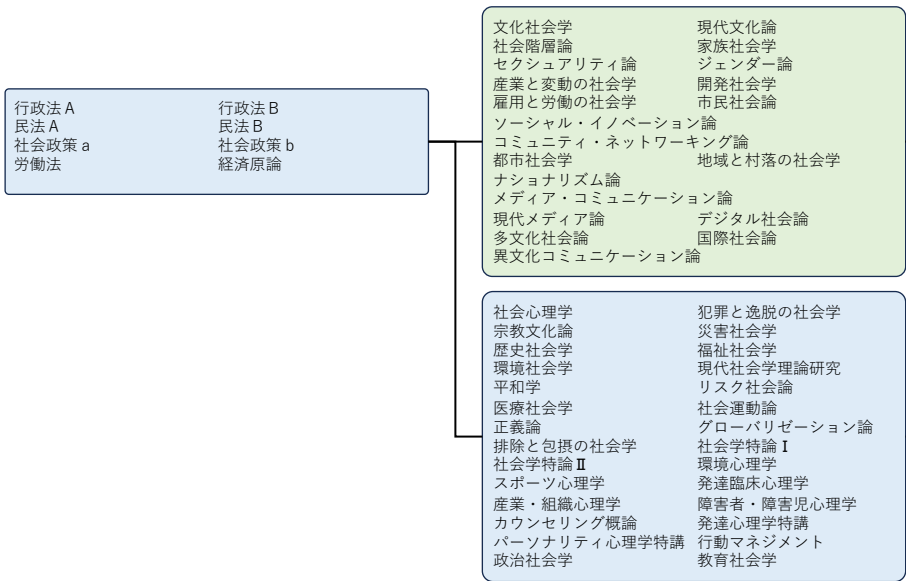 行政法A 行政法B
民法A 民法B
社会政策a 社会政策b
労働法 経済原論
文化社会学 現代文化論
社会階層論 家族社会学
セクシュアリティ論 ジェンダー論
産業と変動の社会学 開発社会学
雇用と労働の社会学 市民社会論
ソーシャル・イノベーション論
コミュニティ・ネットワーキング論
都市社会学 地域と村落の社会学
ナショナリズム論
メディア・コミュニケーション論
現代メディア論 デジタル社会論
多文化社会論 国際社会論
異文化コミュニケーション論
社会心理学 犯罪と逸脱の社会学
宗教文化論 災害社会学
歴史社会学 福祉社会学
環境社会学 現代社会学理論研究
平和学 リスク社会論
医療社会学 社会運動論
正義論 グローバリゼーション論
排除と包摂の社会学 社会学特論Ⅰ
社会学特論Ⅱ 環境心理学
スポーツ心理学 発達臨床心理学
産業・組織心理学 障害者・障害児心理学
カウンセリング概論 発達心理学特講
パーソナリティ心理学特講 行動マネジメント
政治社会学 教育社会学